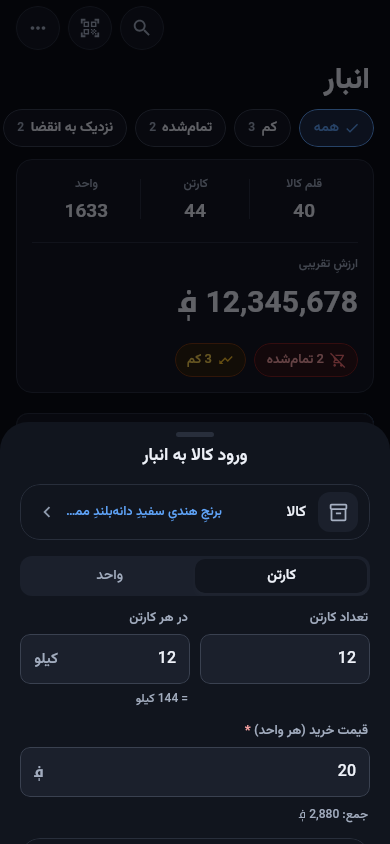 انبار
همه
کم 3
تمام‌شده 2
نزدیک به انقضا 2
قلم کالا
کارتن
واحد
40
44
1633
ارزشِ تقریبی
12,345,678 ؋
2 تمام‌شده
3 کم
ورود کالا به انبار
کالا
برنجِ هندیِ سفیدِ دانه‌بلندِ ممـ...
کارتن
واحد
تعداد کارتن
در هر کارتن
12
12 کیلو
= 144 کیلو
قیمت خرید (هر واحد) *
20 ؋
جمع: 2,880 ؋